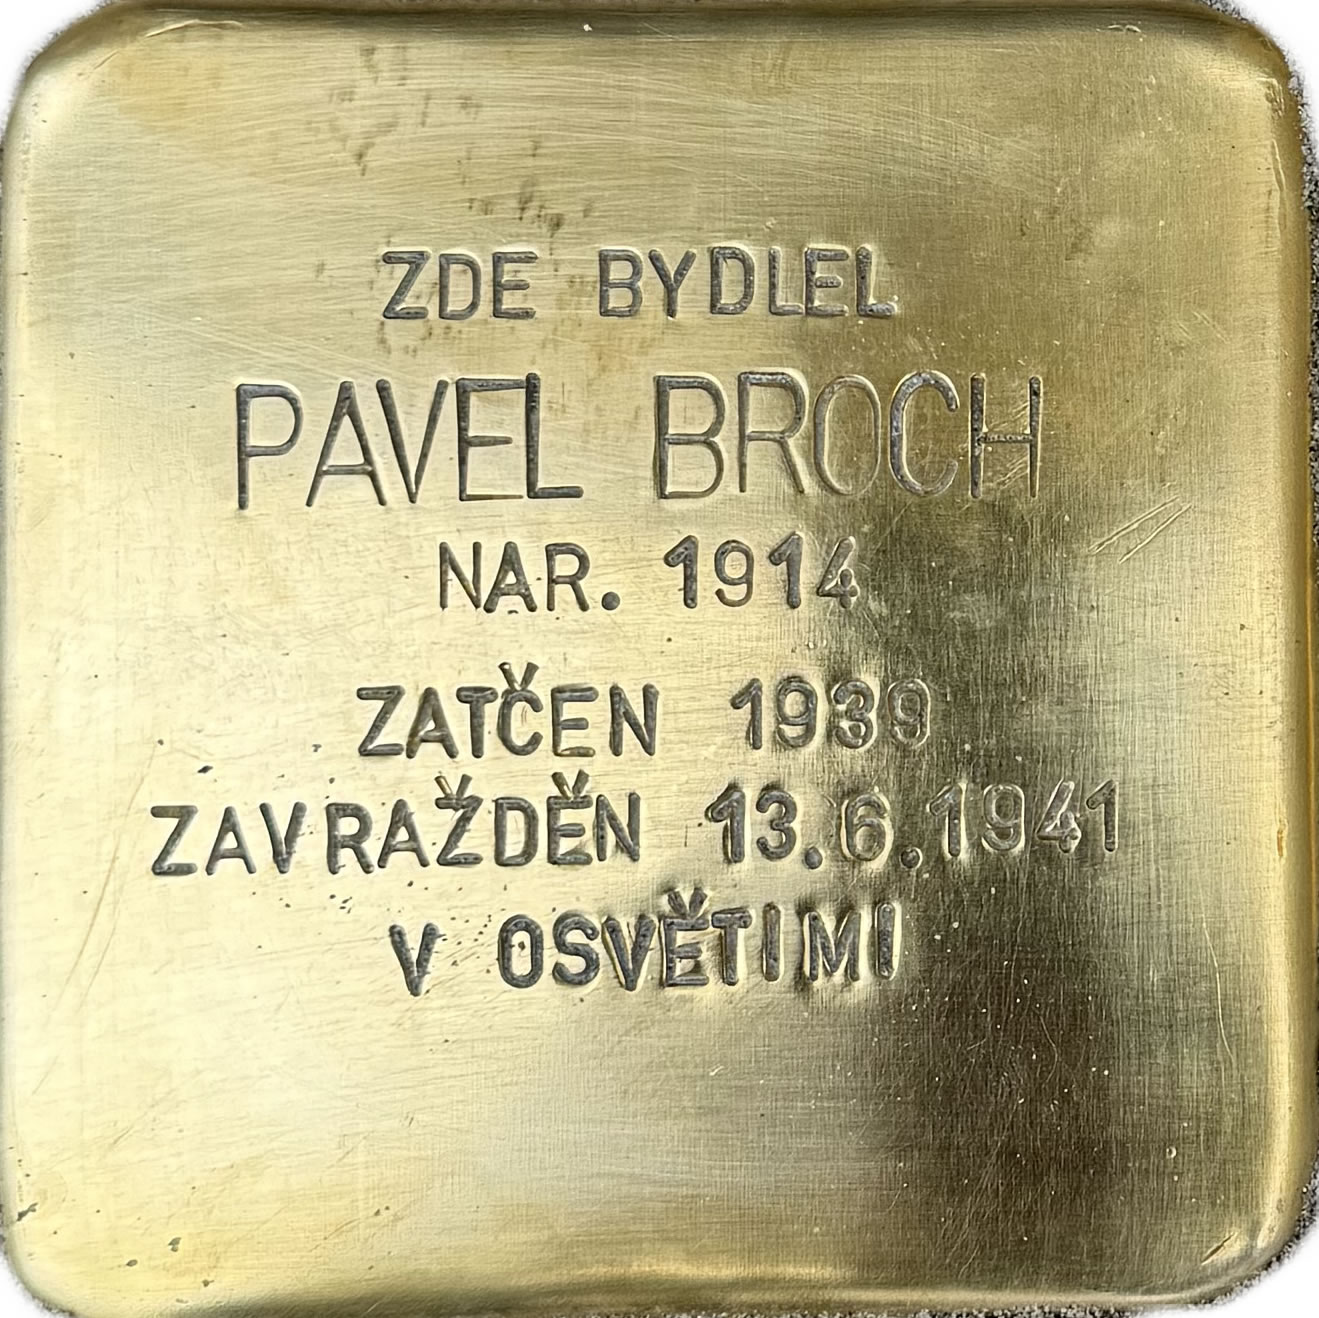 ZDE BYDLEL
PAVEL BROCH
NAR. 1914
ZATČEN 1939
ZAVRAŽDĚN 13.6.1941
V OSVĚTIMI